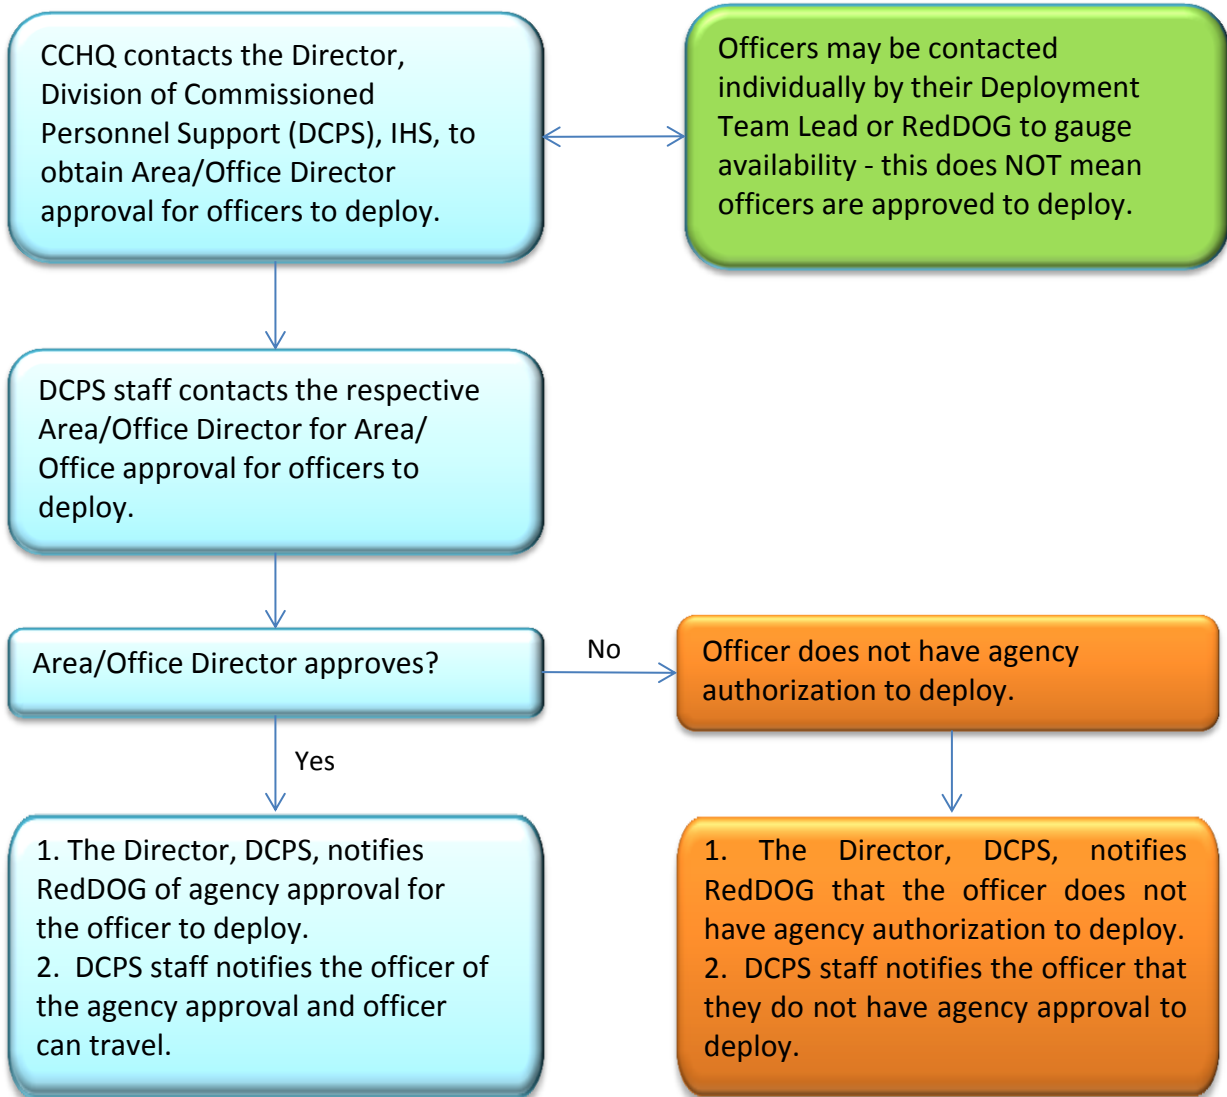 CCHQ contacts the Director,
Division of Commissioned
Personnel Support (DCPS), IHS, to
obtain Area/Office Director
approval for officers to deploy.
Officers may be contacted
individually by their Deployment
Team Lead or RedDOG to gauge
availability - this does NOT mean
officers are approved to deploy.
DCPS staff contacts the respective
Area/Office Director for Area/
Office approval for officers to
deploy.
Area/Office Director approves?
No
Officer does not have agency
authorization to deploy.
Yes
1. The Director, DCPS, notifies
RedDOG of agency approval for
the officer to deploy.
2. DCPS staff notifies the officer of
the agency approval and officer
can travel.
1. The Director, DCPS, notifies
RedDOG that the officer does not
have agency authorization to deploy.
2. DCPS staff notifies the officer that
they do not have agency approval to
deploy.